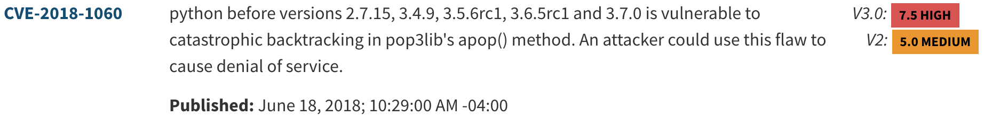 CVE-2018-1060 python before versions 2.7.15, 3.4.9, 3.5.6rc1, 3.6.5rc1 and 3.7.0 is vulnerable to V3.0: 7.5 HIGH
catastrophic backtracking in pop3lib's apop() method. An attacker could use this flaw to V2: 5.0 MEDIUM
cause denial of service.
Published: June 18, 2018; 10:29:00 AM -04:00